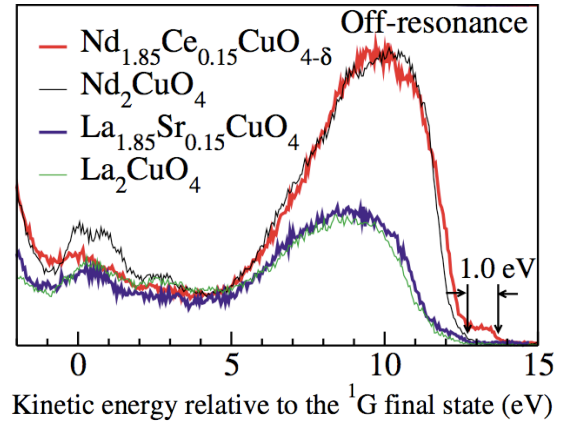 Off-resonance
Nd1.85Ce0.15CuO4-δ
Nd2CuO4
La1.85Sr0.15CuO4
La2CuO4
1.0 eV
0 5 10 15
Kinetic energy relative to the 1G final state (eV)